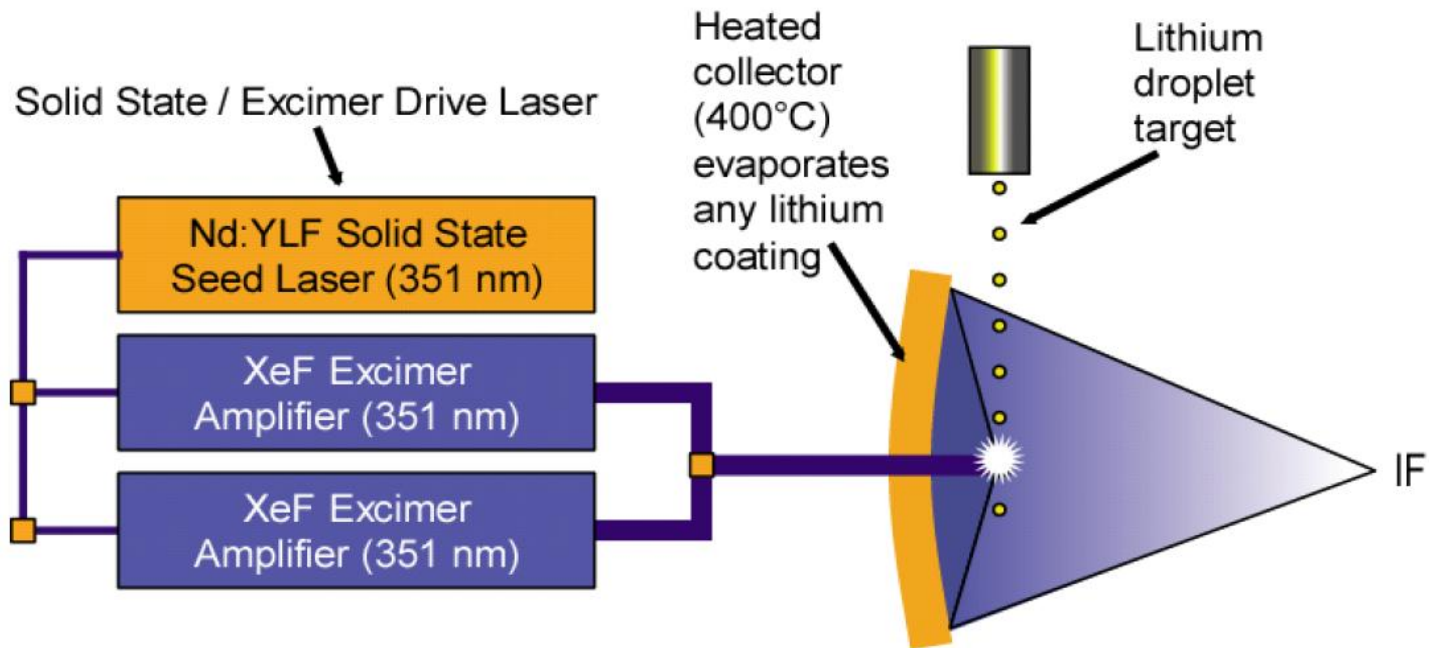 Solid State / Excimer Drive Laser
Nd:YLF Solid State
Seed Laser (351 nm)
XeF Excimer
Amplifier (351 nm)
XeF Excimer
Amplifier (351 nm)
Heated
collector
(400°C)
evaporates
any lithium
coating
Lithium
droplet
target
IF